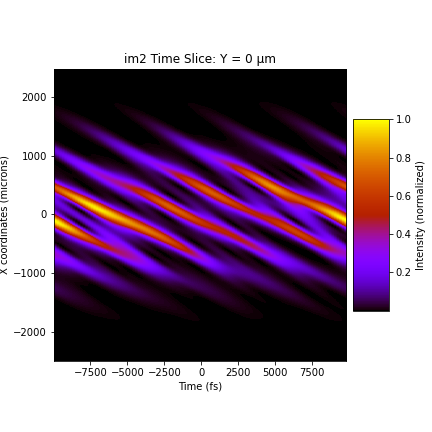 im2 Time Slice: Y = 0 μm
2000
1000
0
−1000
−2000
X coordinates (microns)
−7500 −5000 −2500 0 2500 5000 7500
Time (fs)
1.0
0.8
0.6
0.4
0.2
Intensity (normalized)